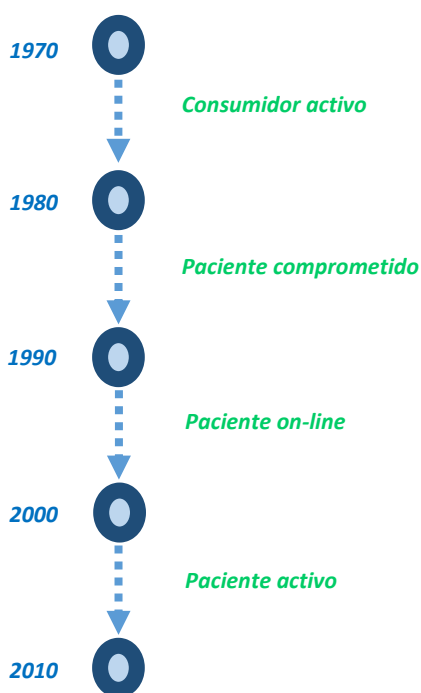 1970
Consumidor activo
1980
Paciente comprometido
1990
Paciente on-line
2000
Paciente activo
2010